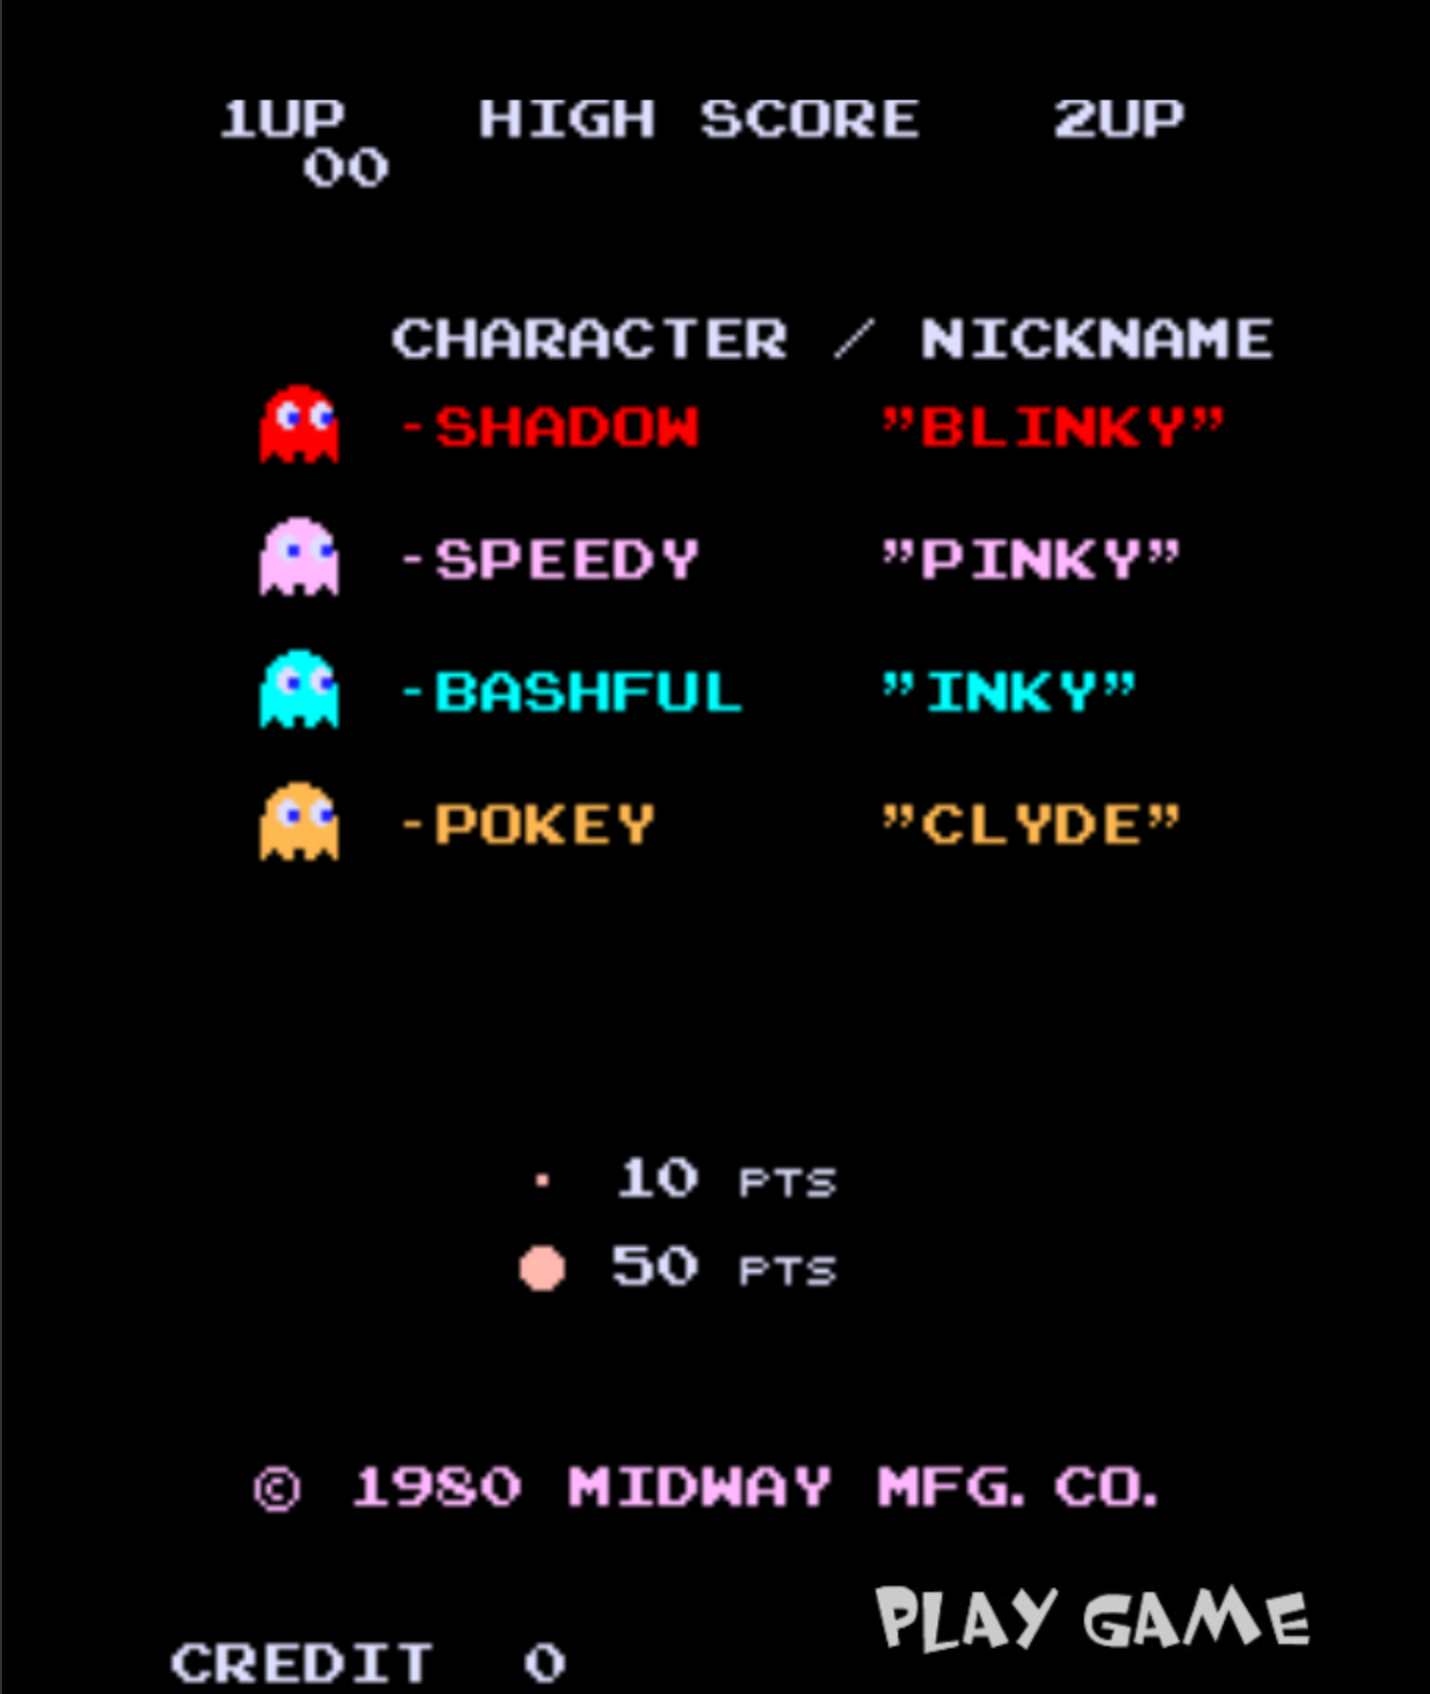 1UP HIGH SCORE 2UP
00
CHARACTER / NICKNAME
-SHADOW ”BLINKY”
-SPEEDY ”PINKY”
-BASHFUL ”INKY”
-POKEY ”CLYDE”
10 PTS
50 PTS
© 1980 MIDWAY MFG. CO.
PLAY GAME
CREDIT 0